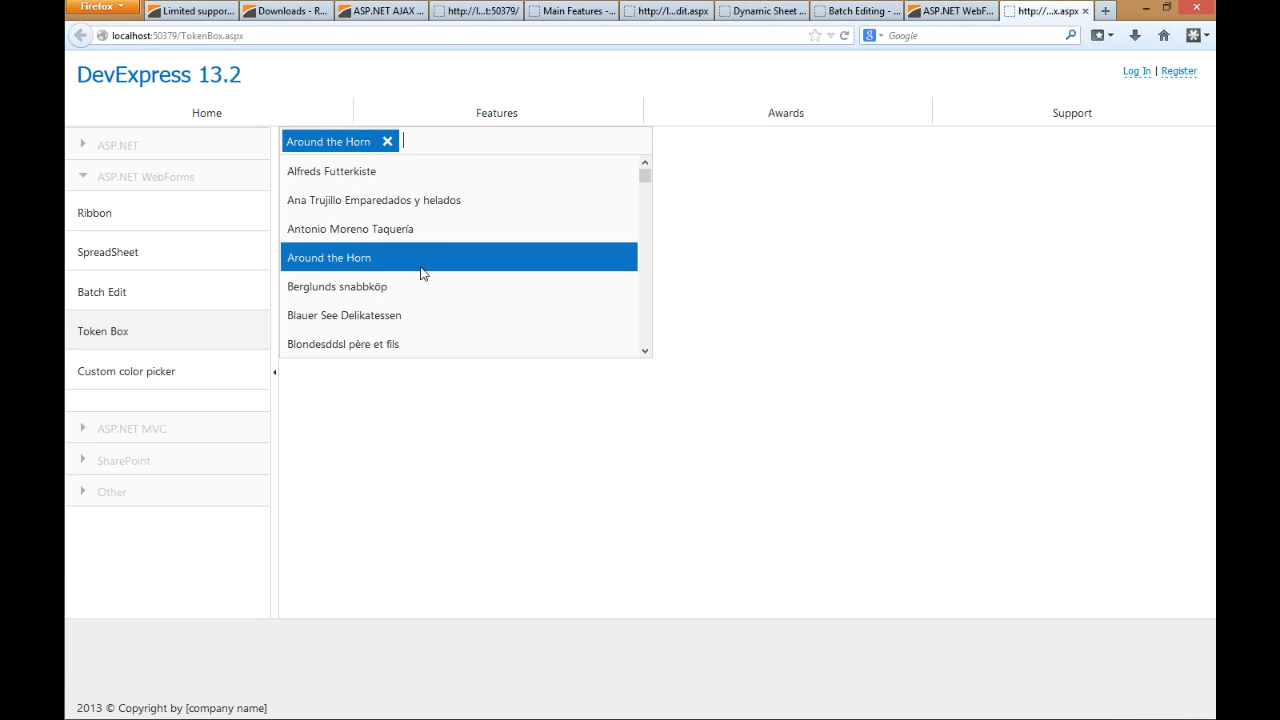 Firefox
Limited suppor...
Downloads - R...
ASP.NET AJAX ...
http://l...t:50379/
Main Features -...
http://l...dit.aspx
Dynamic Sheet ...
Batch Editing - ...
ASP.NET WebF...
http://...x.aspx
localhost:50379/TokenBox.aspx
Google
DevExpress 13.2
Log In | Register
Home
Features
Awards
Support
ASP.NET
ASP.NET WebForms
Ribbon
SpreadSheet
Batch Edit
Token Box
Custom color picker
ASP.NET MVC
SharePoint
Other
Around the Horn
Alfreds Futterkiste
Ana Trujillo Emparedados y helados
Antonio Moreno Taquería
Around the Horn
Berglunds snabbköp
Blauer See Delikatessen
Blondesddsl père et fils
2013 © Copyright by [company name]